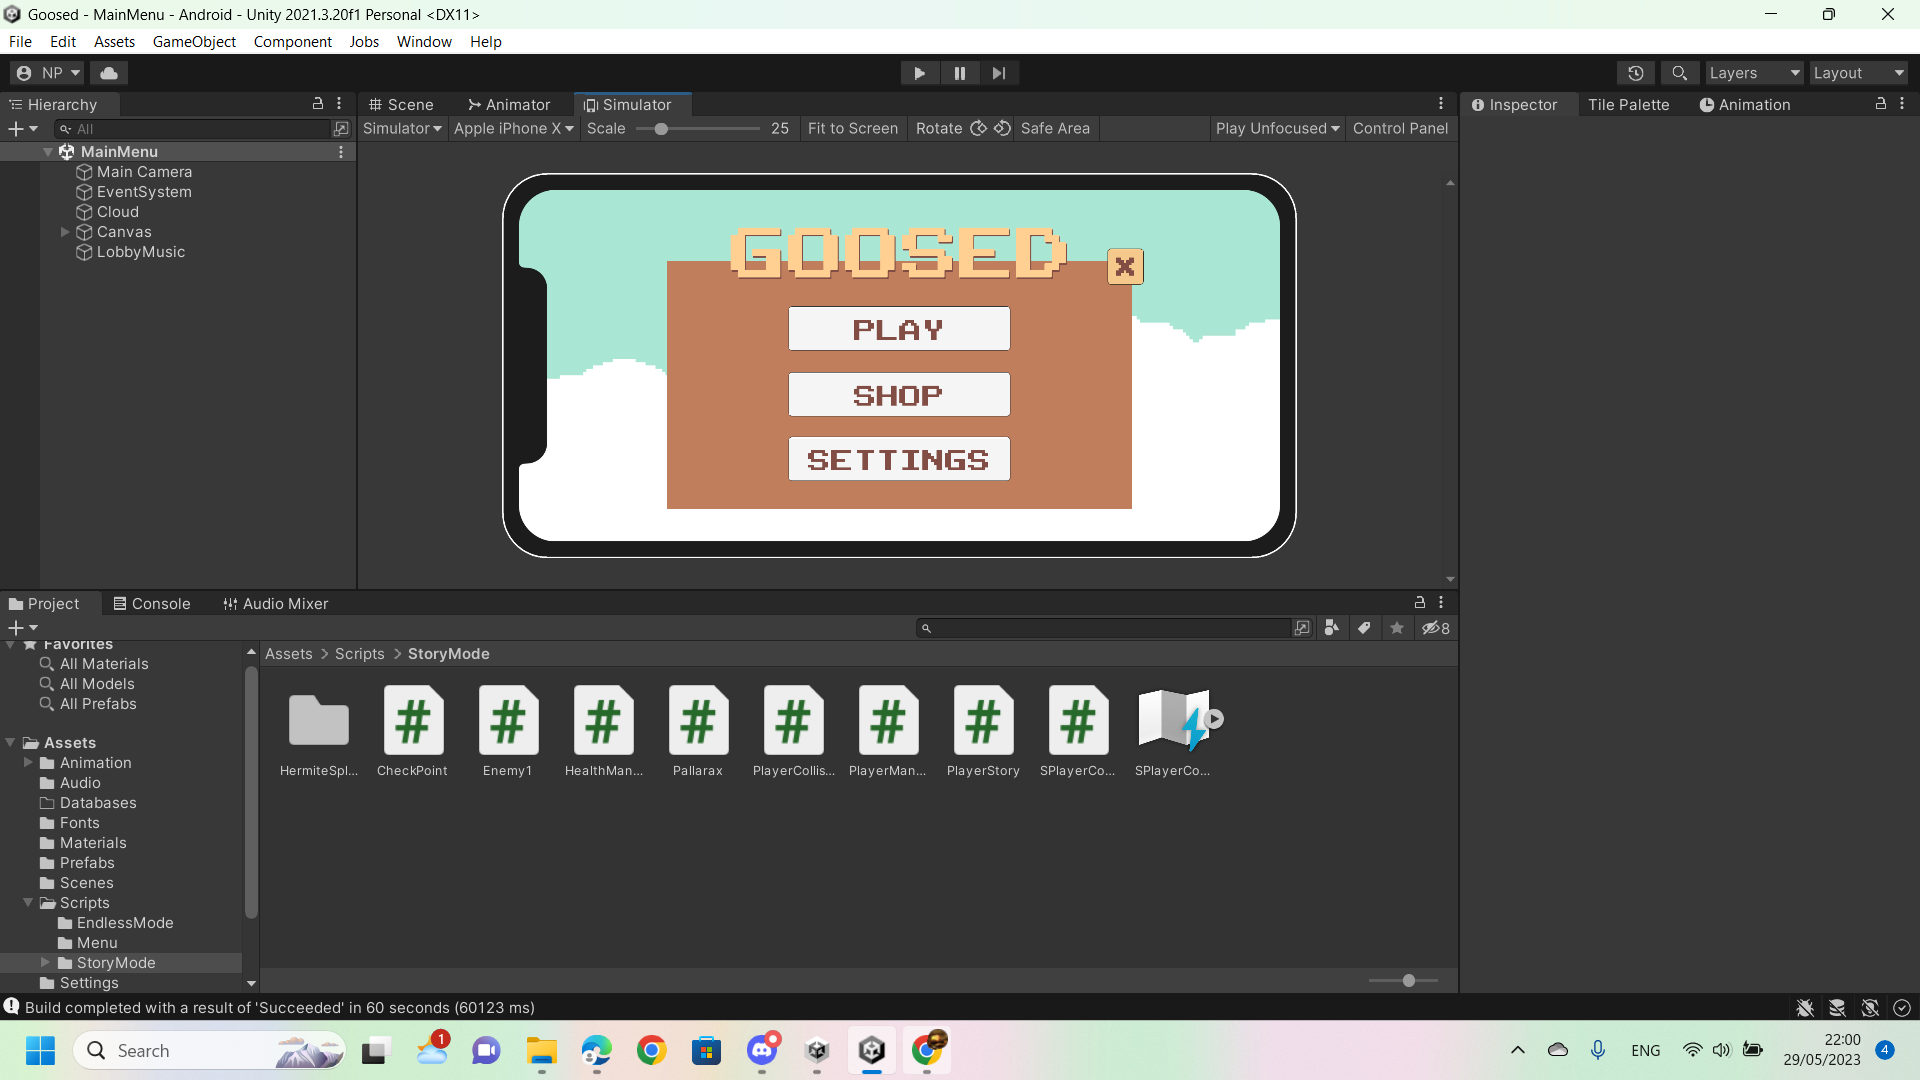 Goosed - MainMenu - Android - Unity 2021.3.20f1 Personal <DX11>
File Edit Assets GameObject Component Jobs Window Help
NP
Layers Layout
Hierarchy
All
MainMenu
Main Camera
EventSystem
Cloud
Canvas
LobbyMusic
Scene Animator Simulator
Simulator Apple iPhone X Scale 25 Fit to Screen Rotate Safe Area Play Unfocused Control Panel
GOOSED
X
PLAY
SHOP
SETTINGS
Inspector Tile Palette Animation
Project Console Audio Mixer
8
Favorites
All Materials
All Models
All Prefabs
Assets
Animation
Audio
Databases
Fonts
Materials
Prefabs
Scenes
Scripts
EndlessMode
Menu
StoryMode
Settings
Assets > Scripts > StoryMode
HermiteSpl... CheckPoint Enemy1 HealthMan... Pallarax PlayerCollis... PlayerMan... PlayerStory SPlayerCo... SPlayerCo...
Build completed with a result of 'Succeeded' in 60 seconds (60123 ms)
Search
1
ENG
22:00
29/05/2023
4